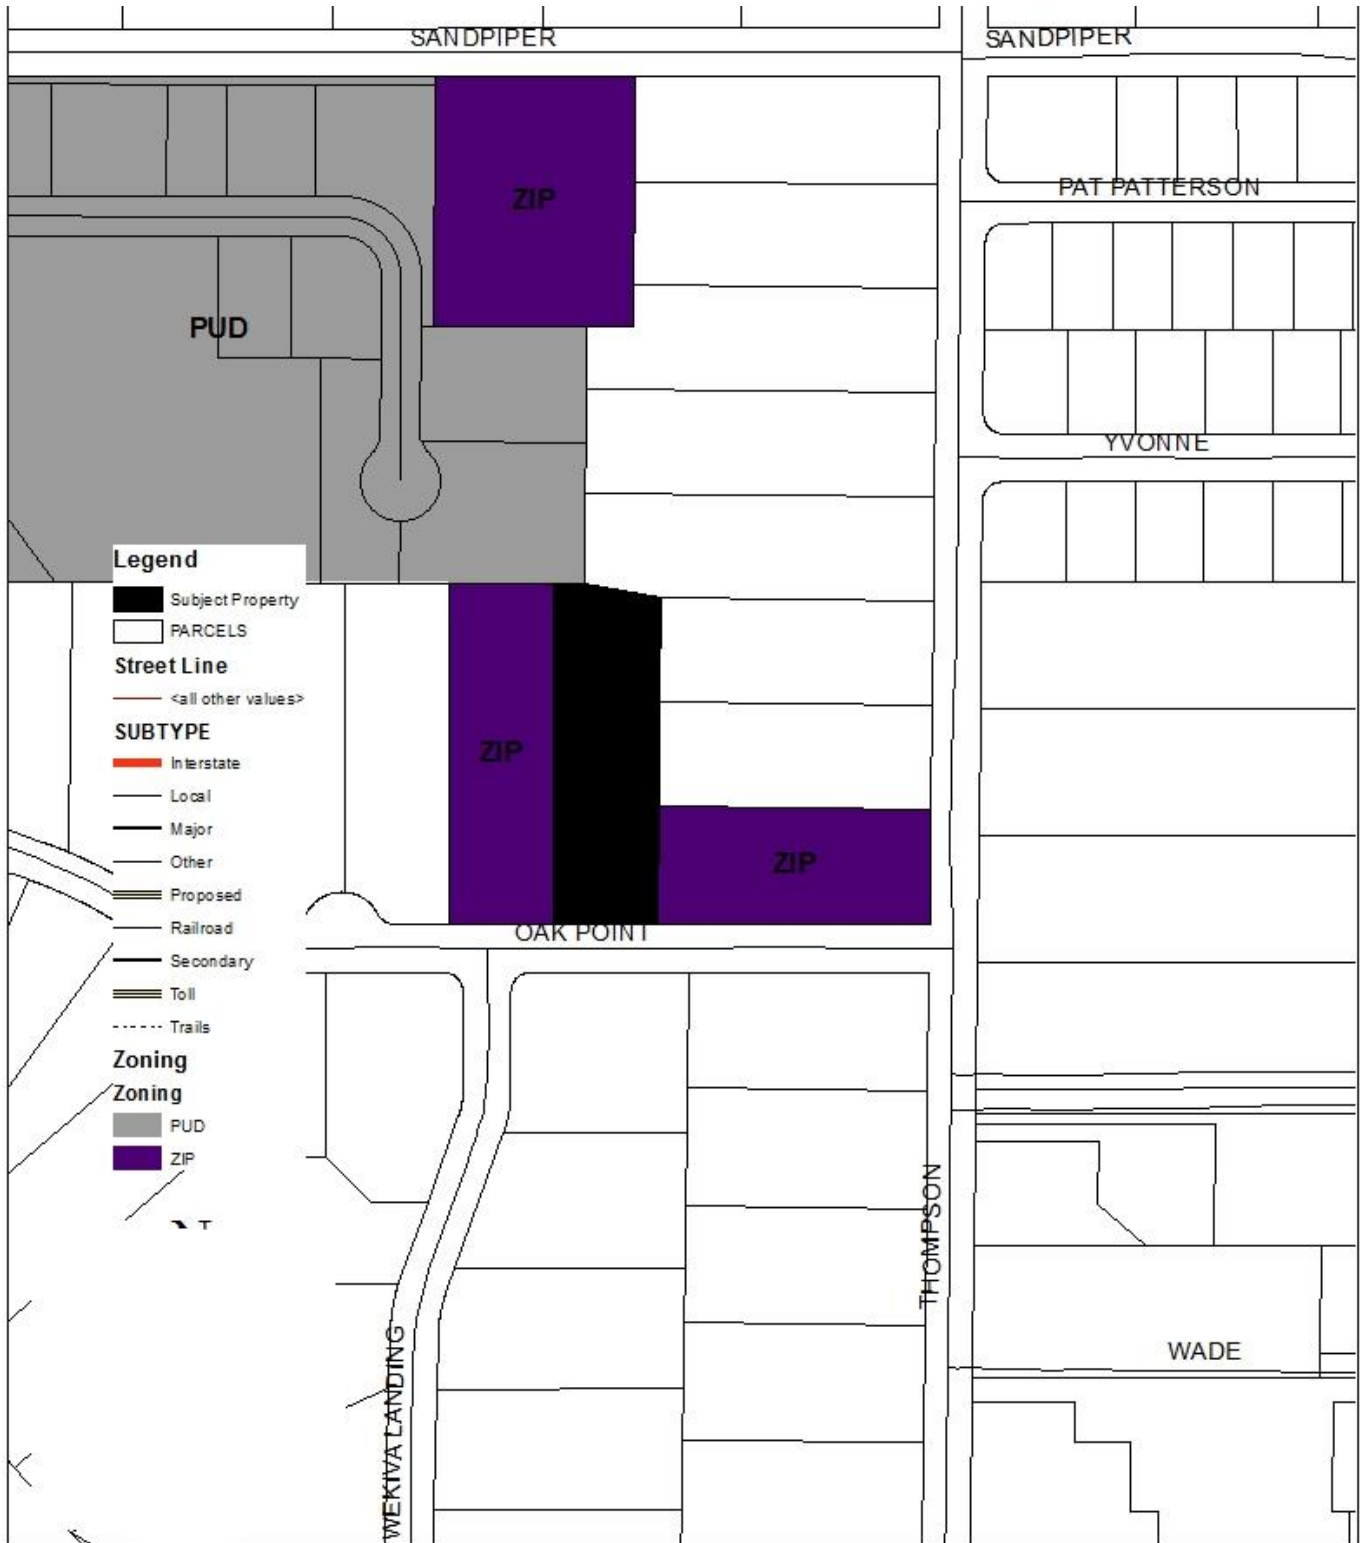 SANDPIPER
SANDPIPER
PAT PATTERSON
ZIP
PUD
YVONNE
Legend
Subject Property
PARCELS
Street Line
<all other values>
SUBTYPE
Interstate
Local
Major
Other
Proposed
Railroad
Secondary
Toll
Trails
Zoning
Zoning
PUD
ZIP
ZIP
ZIP
OAK POINT
THOMPSON
WADE
WEKIVA LANDING